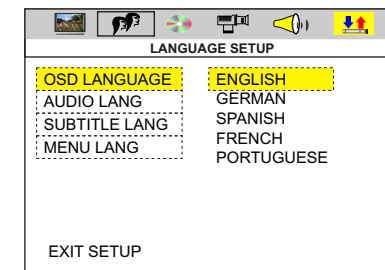 LANGUAGE SETUP
OSD LANGUAGE
AUDIO LANG
SUBTITLE LANG
MENU LANG
ENGLISH
GERMAN
SPANISH
FRENCH
PORTUGUESE
EXIT SETUP